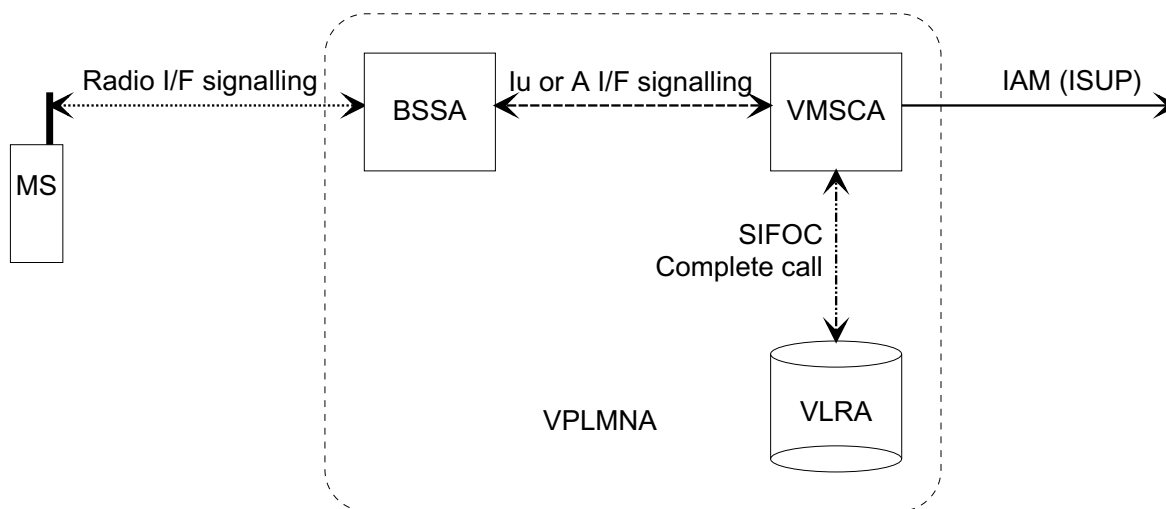 Radio I/F signalling
Iu or A I/F signalling
IAM (ISUP)
BSSA
VMSCA
MS
SIFOC
Complete call
VPLMNA
VLRA